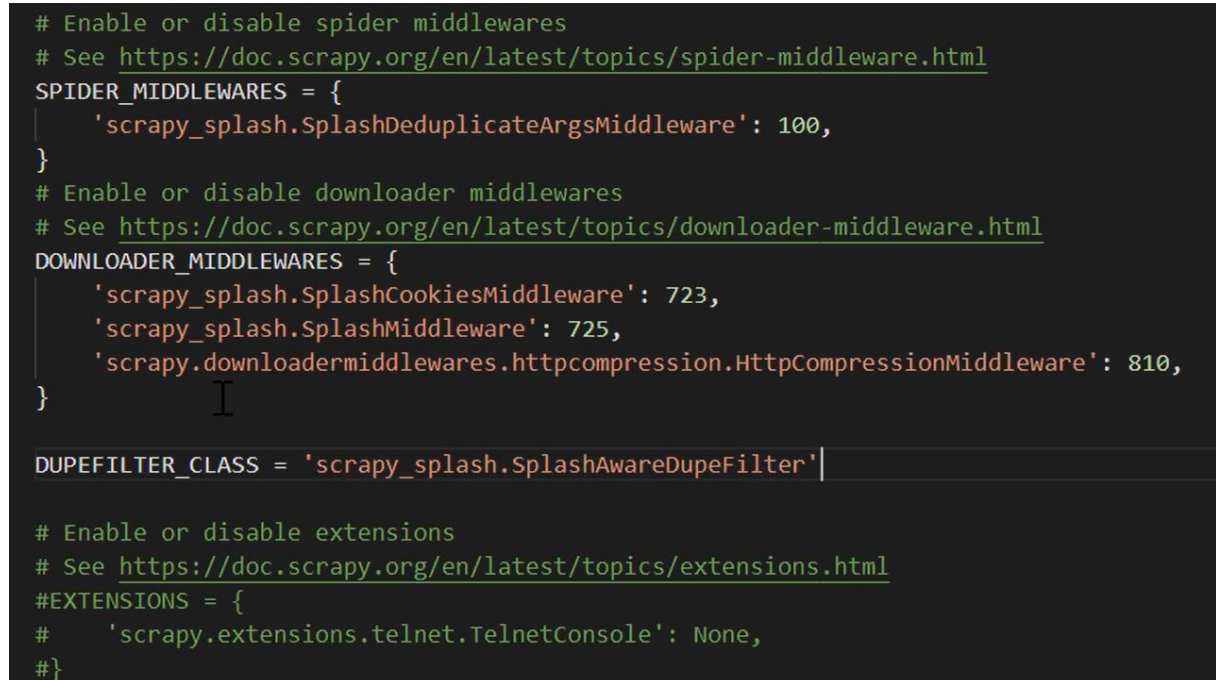 # Enable or disable spider middlewares
# See https://doc.scrapy.org/en/latest/topics/spider-middleware.html
SPIDER_MIDDLEWARES = {
    'scrapy_splash.SplashDeduplicateArgsMiddleware': 100,
}
# Enable or disable downloader middlewares
# See https://doc.scrapy.org/en/latest/topics/downloader-middleware.html
DOWNLOADER_MIDDLEWARES = {
    'scrapy_splash.SplashCookiesMiddleware': 723,
    'scrapy_splash.SplashMiddleware': 725,
    'scrapy.downloadermiddlewares.httpcompression.HttpCompressionMiddleware': 810,
}
DUPEFILTER_CLASS = 'scrapy_splash.SplashAwareDupeFilter'
# Enable or disable extensions
# See https://doc.scrapy.org/en/latest/topics/extensions.html
#EXTENSIONS = {
#    'scrapy.extensions.telnet.TelnetConsole': None,
#}